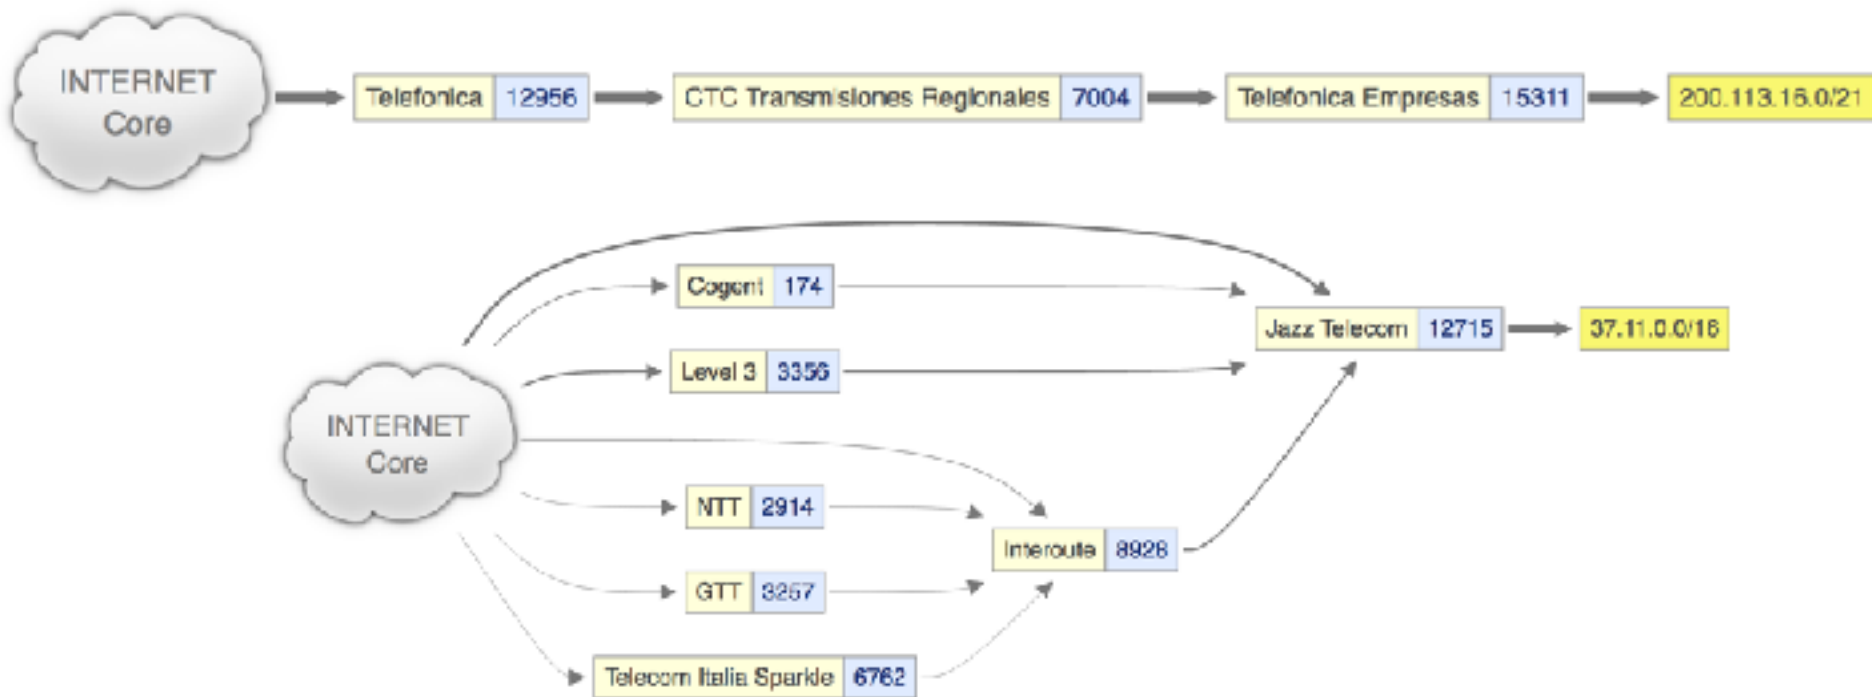 INTERNET
Core
Telefonica 12956
CTC Transmisiones Regionales 7004
Telefonica Empresas 15311
200.113.16.0/21
Cogent 174
Jazz Telecom 12715
37.11.0.0/16
Level 3 3356
INTERNET
Core
NTT 2914
Interoute 8928
GTT 3257
Telecom Italia Sparkle 6762